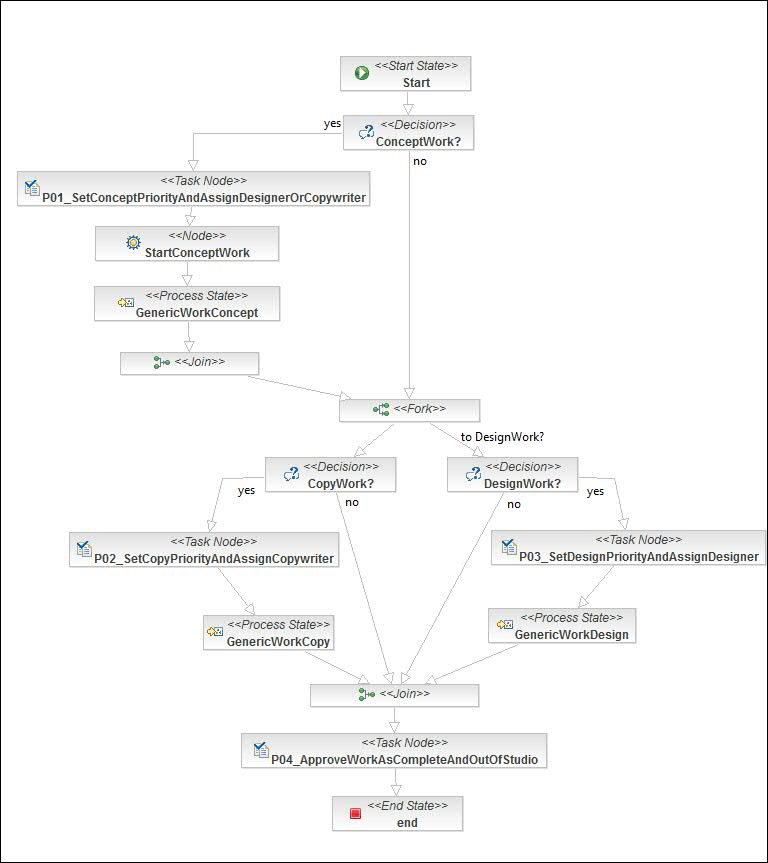 <<Start State>>
Start
yes
<<Decision>>
ConceptWork?
no
<<Task Node>>
P01_SetConceptPriorityAndAssignDesignerOrCopywriter
<<Node>>
StartConceptWork
<<Process State>>
GenericWorkConcept
<<Join>>
<<Fork>>
to DesignWork?
<<Decision>>
CopyWork?
<<Decision>>
DesignWork?
yes
no
no
yes
<<Task Node>>
P02_SetCopyPriorityAndAssignCopywriter
<<Task Node>>
P03_SetDesignPriorityAndAssignDesigner
<<Process State>>
GenericWorkCopy
<<Process State>>
GenericWorkDesign
<<Join>>
<<Task Node>>
P04_ApproveWorkAsCompleteAndOutOfStudio
<<End State>>
end